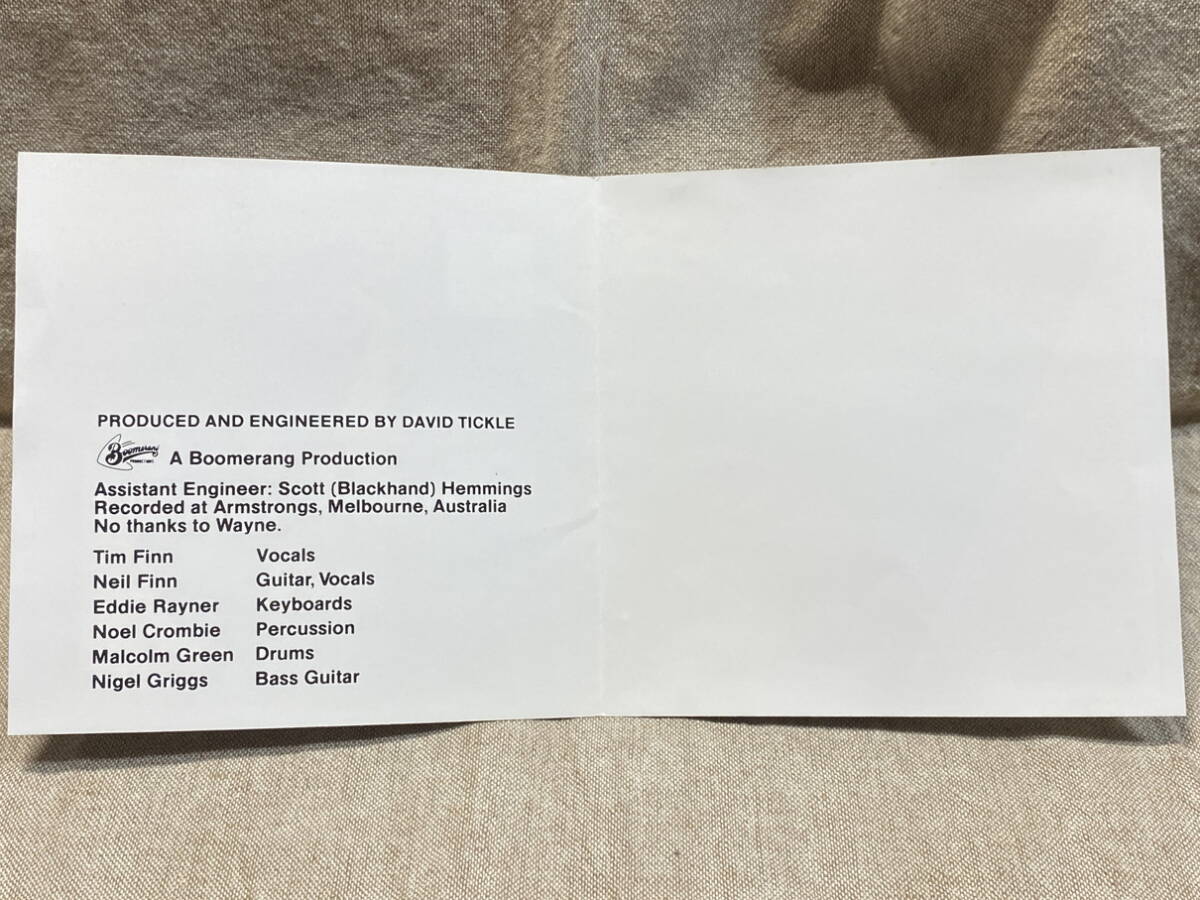 PRODUCED AND ENGINEERED BY DAVID TICKLE
Boomerang
PRODUCTIONS
A Boomerang Production
Assistant Engineer: Scott (Blackhand) Hemmings
Recorded at Armstrongs, Melbourne, Australia
No thanks to Wayne.
Tim Finn Vocals
Neil Finn Guitar, Vocals
Eddie Rayner Keyboards
Noel Crombie Percussion
Malcolm Green Drums
Nigel Griggs Bass Guitar